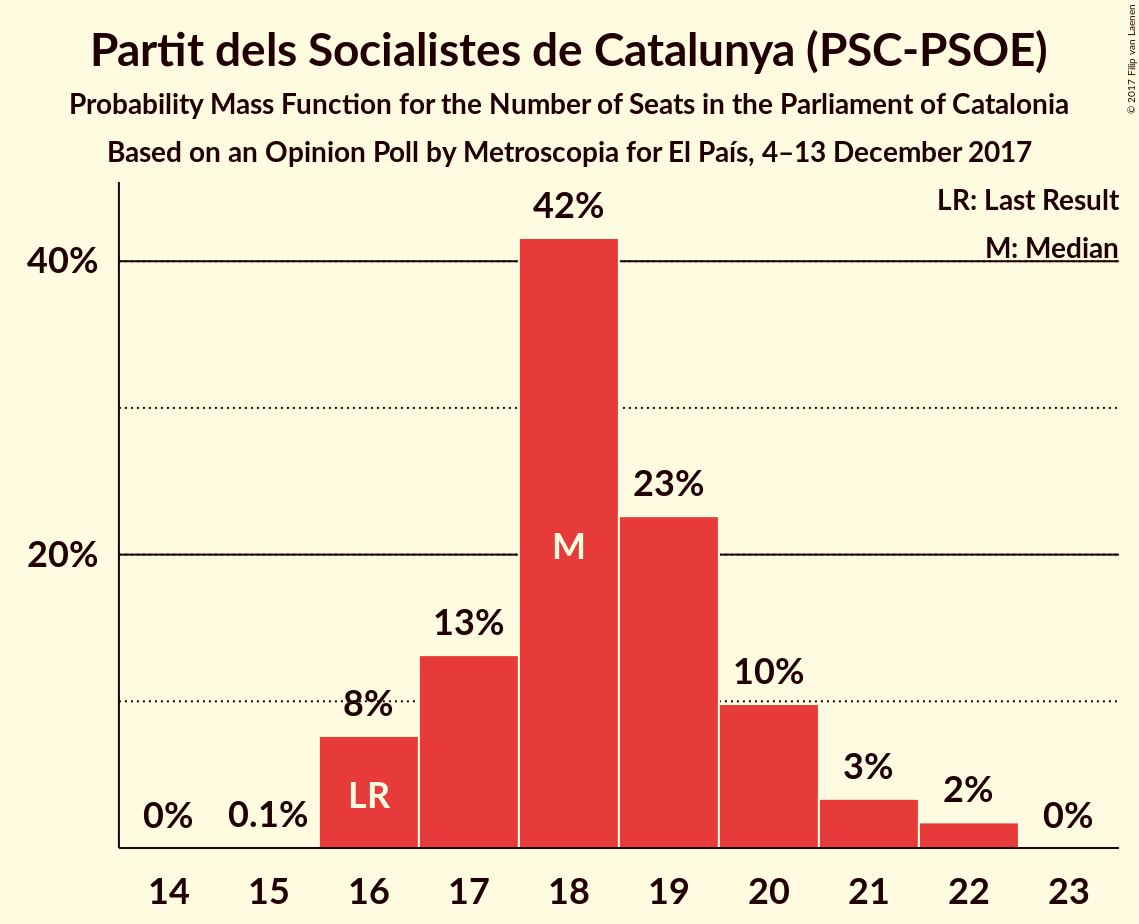 Partit dels Socialistes de Catalunya (PSC-PSOE)
Probability Mass Function for the Number of Seats in the Parliament of Catalonia
Based on an Opinion Poll by Metroscopia for El País, 4–13 December 2017
© 2017 Filip van Laenen
LR: Last Result
M: Median
40%
20%
0%
0.1%
8%
13%
42%
23%
10%
3%
2%
0%
LR
M
14 15 16 17 18 19 20 21 22 23